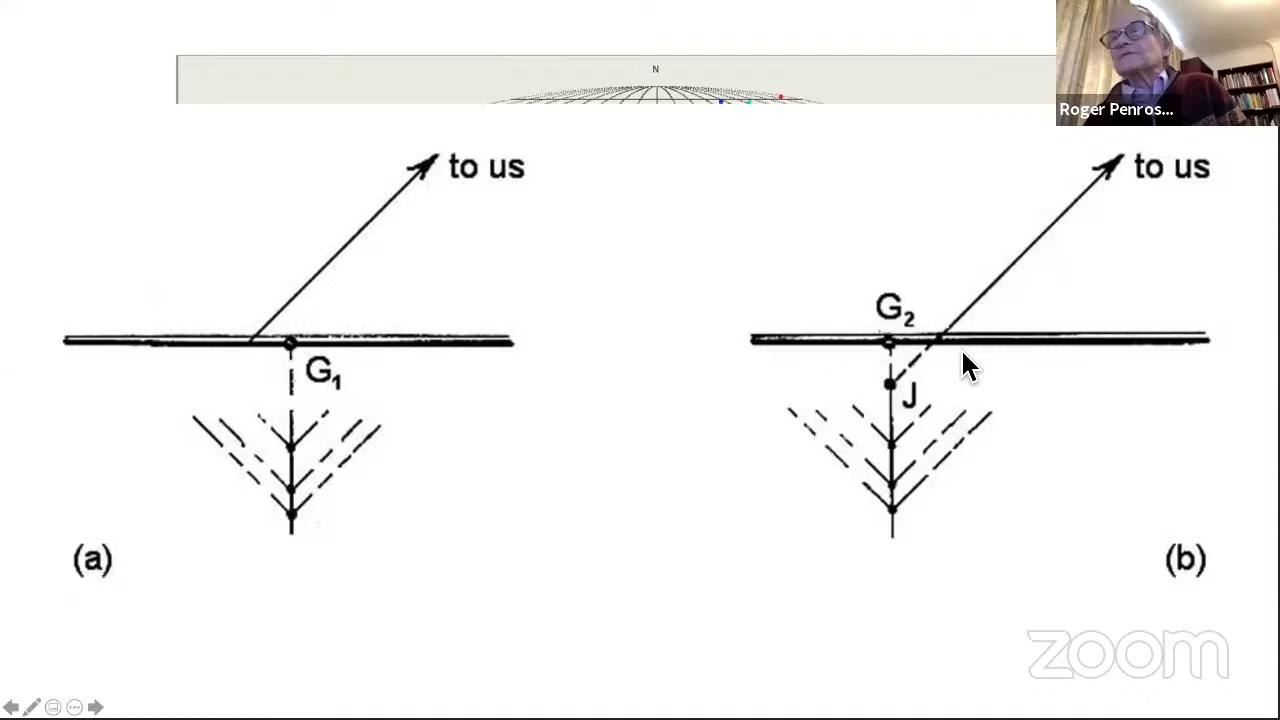 N
Roger Penros...
to us
to us
G₁
G₂
J
(a)
(b)
zoom